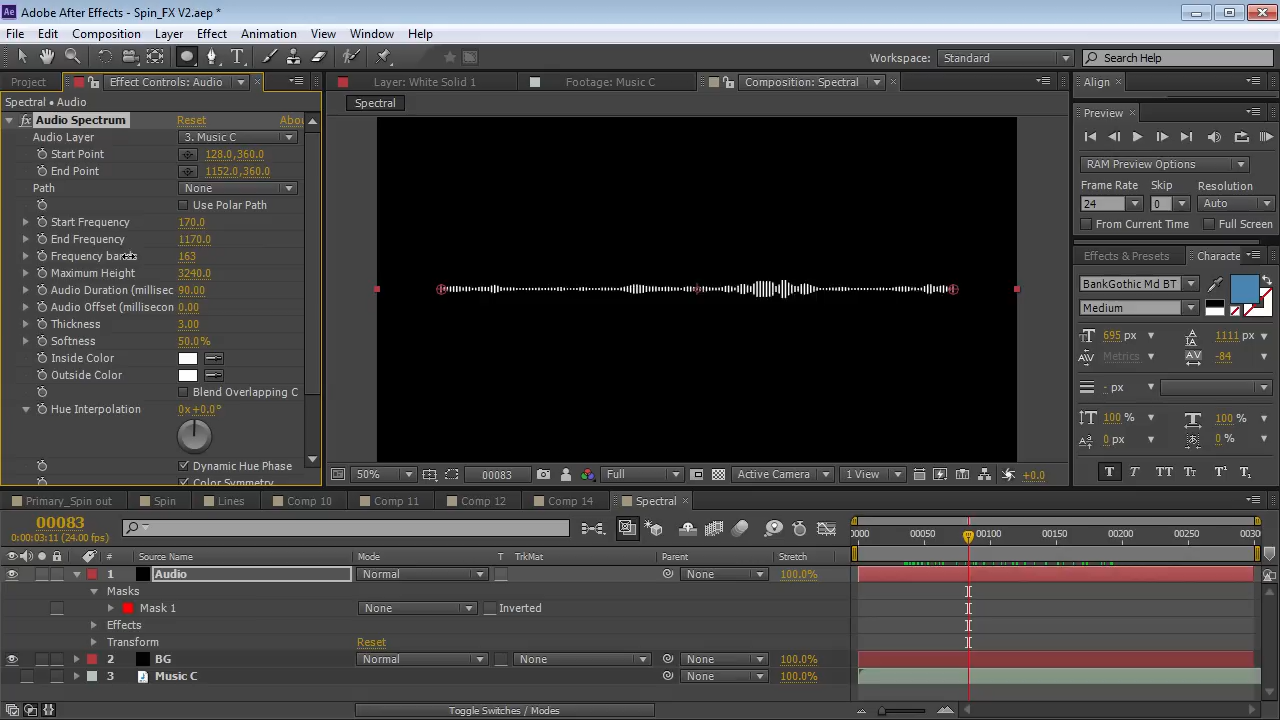 Adobe After Effects - Spin_FX V2.aep *
File Edit Composition Layer Effect Animation View Window Help
Workspace: Standard Search Help
Project Effect Controls: Audio Layer: White Solid 1 Footage: Music C Composition: Spectral Align
Spectral • Audio
Spectral
Audio Spectrum Reset Abou
Audio Layer 3. Music C
Start Point 128.0,360.0
End Point 1152.0,360.0
Path None
Use Polar Path
Start Frequency 170.0
End Frequency 1170.0
Frequency bands 163
Maximum Height 3240.0
Audio Duration (millisec 90.00
Audio Offset (millisecon 0.00
Thickness 3.00
Softness 50.0%
Inside Color
Outside Color
Blend Overlapping C
Hue Interpolation 0x+0.0°
Dynamic Hue Phase
Color Symmetry
50% 00083 Full Active Camera 1 View +0.0
Preview
RAM Preview Options
Frame Rate Skip Resolution
24 0 Auto
From Current Time Full Screen
Effects & Presets Characte
BankGothic Md BT
Medium
695 px 1111 px
Metrics -84
- px
100 % 100 %
0 px 0 %
T T TT Tt T¹ T₁
Primary_Spin out Spin Lines Comp 10 Comp 11 Comp 12 Comp 14 Spectral
00083
0:00:03:11 (24.00 fps)
0000 00050 00100 00150 00200 00250 0030
# Source Name Mode T TrkMat Parent Stretch
1 Audio Normal None 100.0%
Masks
Mask 1 None Inverted
Effects
Transform Reset
2 BG Normal None None 100.0%
3 Music C None 100.0%
Toggle Switches / Modes